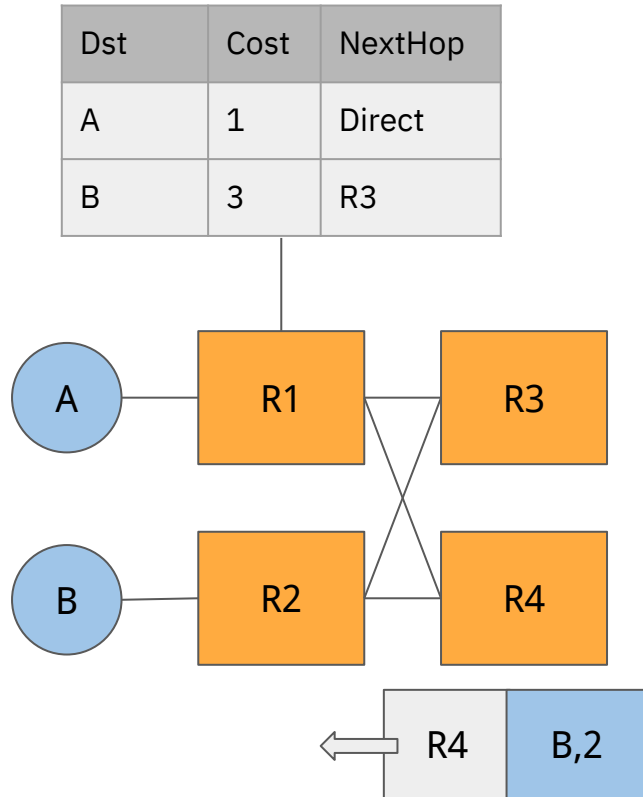 Dst Cost NextHop
A 1 Direct
B 3 R3
A R1 R3
B R2 R4
R4 B,2